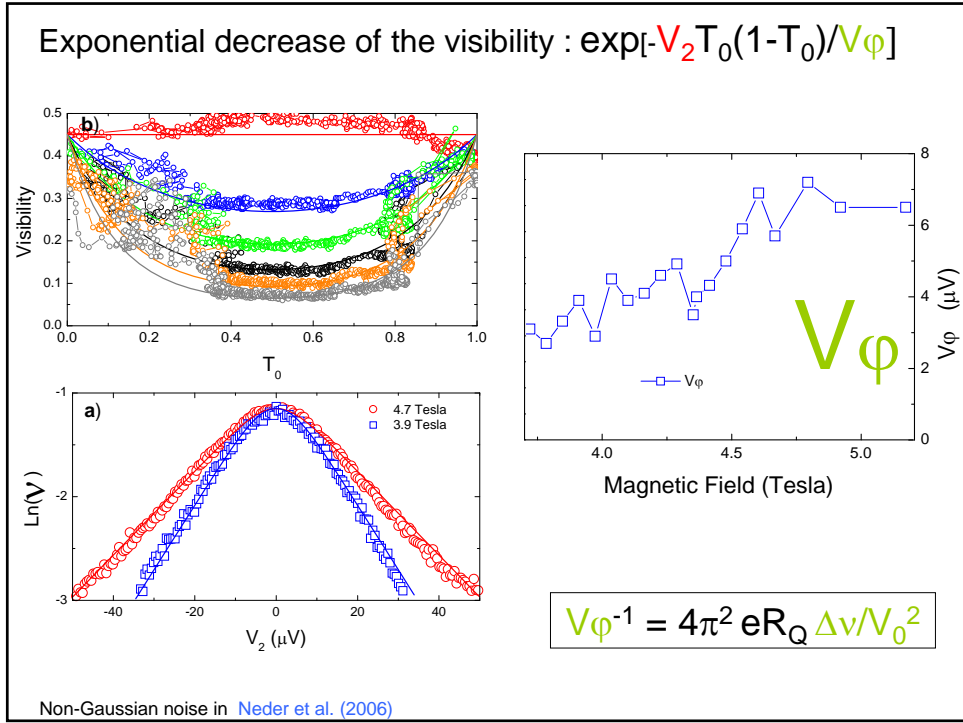 Exponential decrease of the visibility : exp[-V₂T₀(1-T₀)/Vφ]
b)
0.5
0.4
0.3
0.2
0.1
0.0
Visibility
0.0 0.2 0.4 0.6 0.8 1.0
T₀
a)
4.7 Tesla
3.9 Tesla
-1
-2
-3
Ln(ν)
-40 -20 0 20 40
V₂ (μV)
8
6
4
2
0
Vφ (μV)
Vφ
Vφ
4.0 4.5 5.0
Magnetic Field (Tesla)
Vφ⁻¹ = 4π² eR_Q Δν/V₀²
Non-Gaussian noise in Neder et al. (2006)